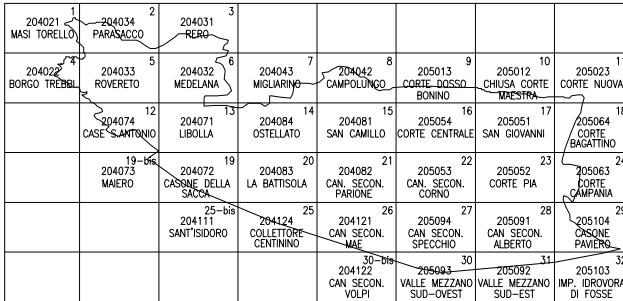 1
204021
MASI TORELLO
2
204034
PARASACCO
3
204031
RERO
4
204022
BORGO TREBBI
5
204033
ROVERETO
6
204032
MEDELANA
7
204043
MIGLIARINO
8
204042
CAMPOLUNGO
9
205013
CORTE DOSSO
BONINO
10
205012
CHIUSA CORTE
MAESTRA
11
205023
CORTE NUOVA
12
204074
CASE S.ANTONIO
13
204071
LIBOLLA
14
204084
OSTELLATO
15
204081
SAN CAMILLO
16
205054
CORTE CENTRALE
17
205051
SAN GIOVANNI
18
205064
CORTE
BAGATTINO
19-bis
204073
MAIERO
19
204072
CASONE DELLA
SACCA
20
204083
LA BATTISOLA
21
204082
CAN. SECON.
PARIONE
22
205053
CAN. SECON.
CORNO
23
205052
CORTE PIA
24
205063
CORTE
CAMPANIA
25-bis
204111
SANT'ISIDORO
25
204124
COLLETTORE
CENTININO
26
204121
CAN SECON.
MAE
27
205094
CAN SECON.
SPECCHIO
28
205091
CAN SECON.
ALBERTO
29
205104
CASONE
PAVIERO
30-bis
204122
CAN SECON.
VOLPI
30
205093
VALLE MEZZANO
SUD-OVEST
31
205092
VALLE MEZZANO
SUD-EST
32
205103
IMP. IDROVORA
DI FOSSE